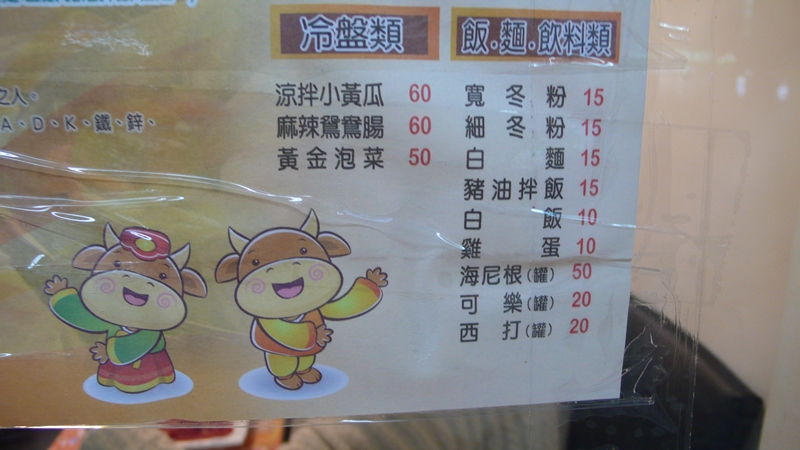 冷盤類
涼拌小黃瓜 60
麻辣鴛鴦腸 60
黃金泡菜 50
飯.麵.飲料類
寬冬粉 15
細冬粉 15
白麵 15
豬油拌飯 15
白飯 10
雞蛋 10
海尼根(罐) 50
可樂(罐) 20
西打(罐) 20
之人。
A、D、K、鐵、鋅、